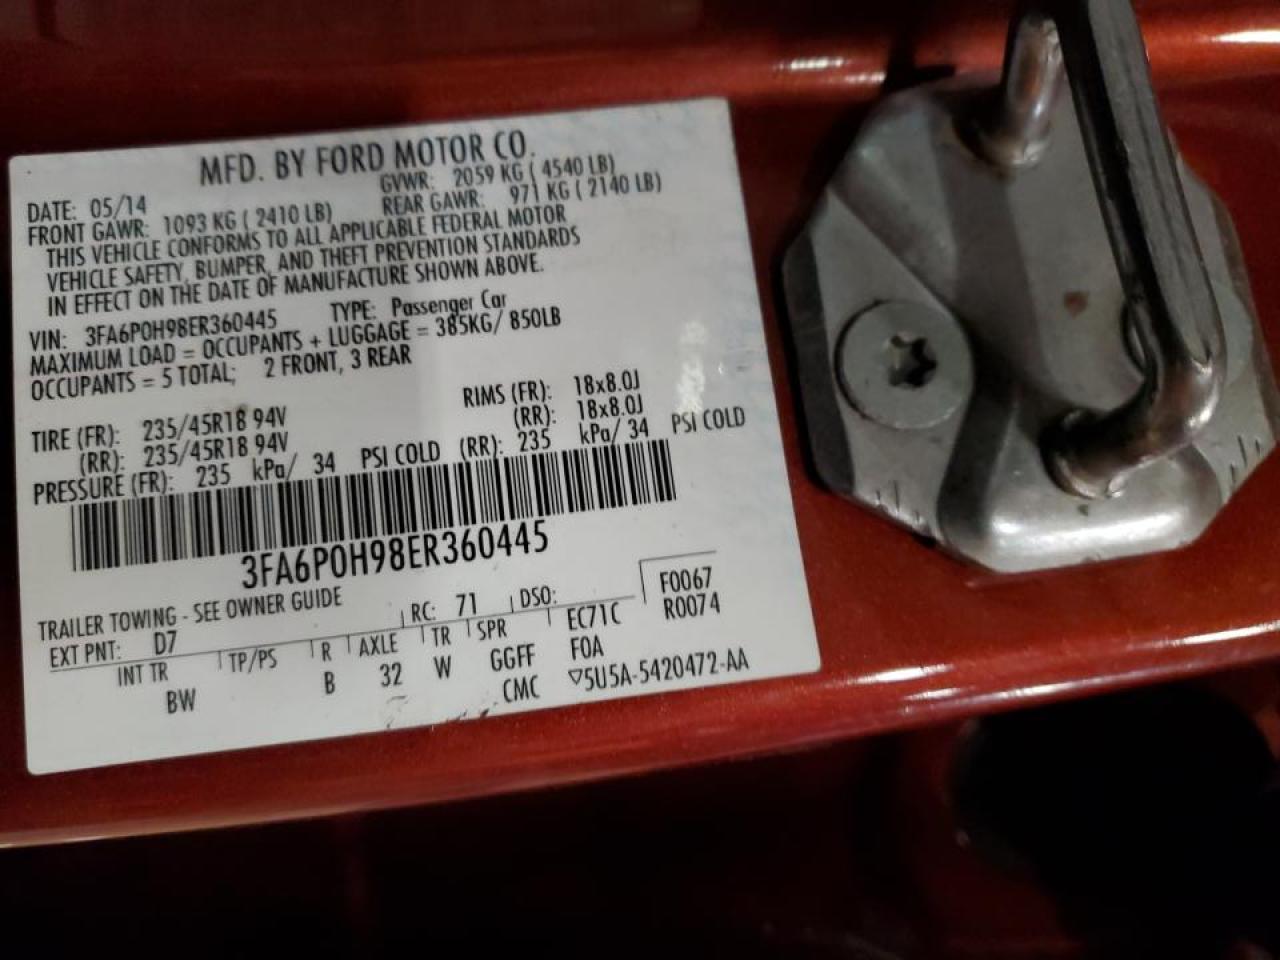 MFD. BY FORD MOTOR CO.
DATE: 05/14 GVWR: 2059 KG ( 4540 LB)
FRONT GAWR: 1093 KG ( 2410 LB) REAR GAWR: 971 KG ( 2140 LB)
THIS VEHICLE CONFORMS TO ALL APPLICABLE FEDERAL MOTOR
VEHICLE SAFETY, BUMPER, AND THEFT PREVENTION STANDARDS
IN EFFECT ON THE DATE OF MANUFACTURE SHOWN ABOVE.
VIN: 3FA6P0H98ER360445 TYPE: Passenger Car
MAXIMUM LOAD = OCCUPANTS + LUGGAGE = 385KG/ 850LB
OCCUPANTS = 5 TOTAL; 2 FRONT, 3 REAR
TIRE (FR): 235/45R18 94V RIMS (FR): 18x8.0J
(RR): 235/45R18 94V (RR): 18x8.0J
PRESSURE (FR): 235 kPa/ 34 PSI COLD (RR): 235 kPa/ 34 PSI COLD
3FA6P0H98ER360445
TRAILER TOWING - SEE OWNER GUIDE
EXT PNT: D7 RC: 71 DSO: F0067
R0074
INT TR TP/PS R AXLE TR SPR EC71C
BW B 32 W GGFF FOA
CMC ▽5U5A-5420472-AA